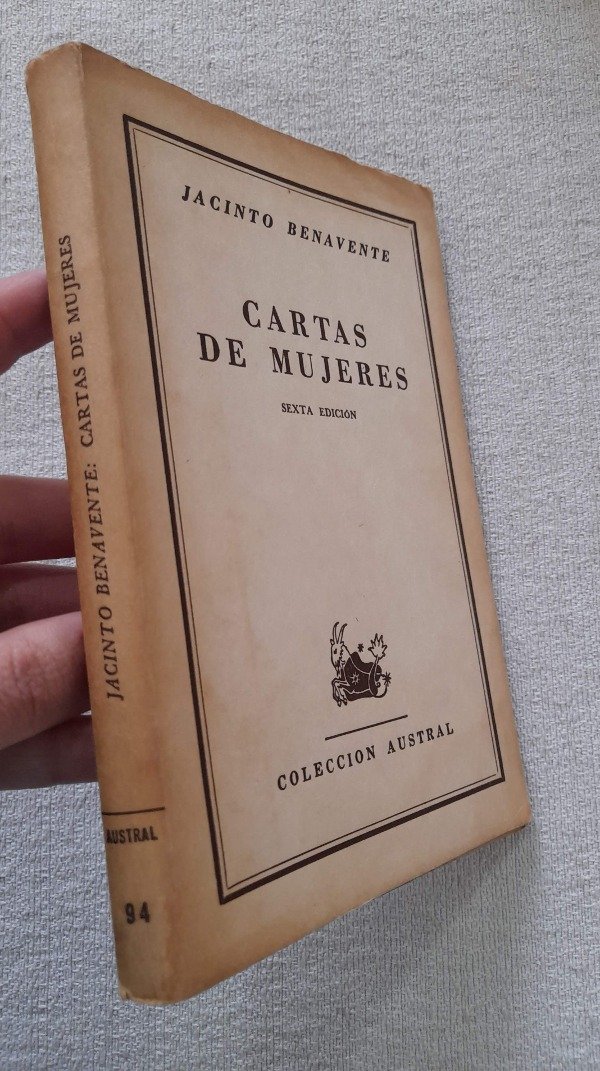 JACINTO BENAVENTE
CARTAS
DE MUJERES
SEXTA EDICIÓN
COLECCION AUSTRAL
JACINTO BENAVENTE: CARTAS DE MUJERES
AUSTRAL
94